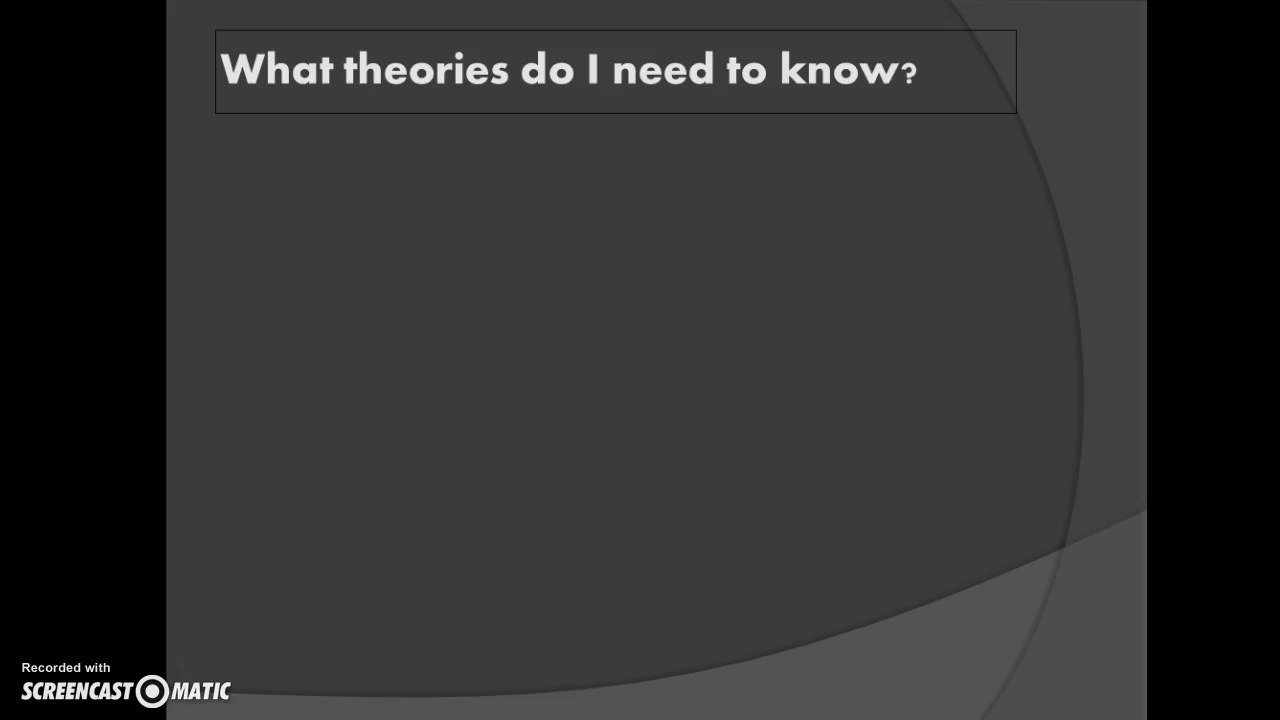 What theories do I need to know?
Recorded with
SCREENCAST MATIC